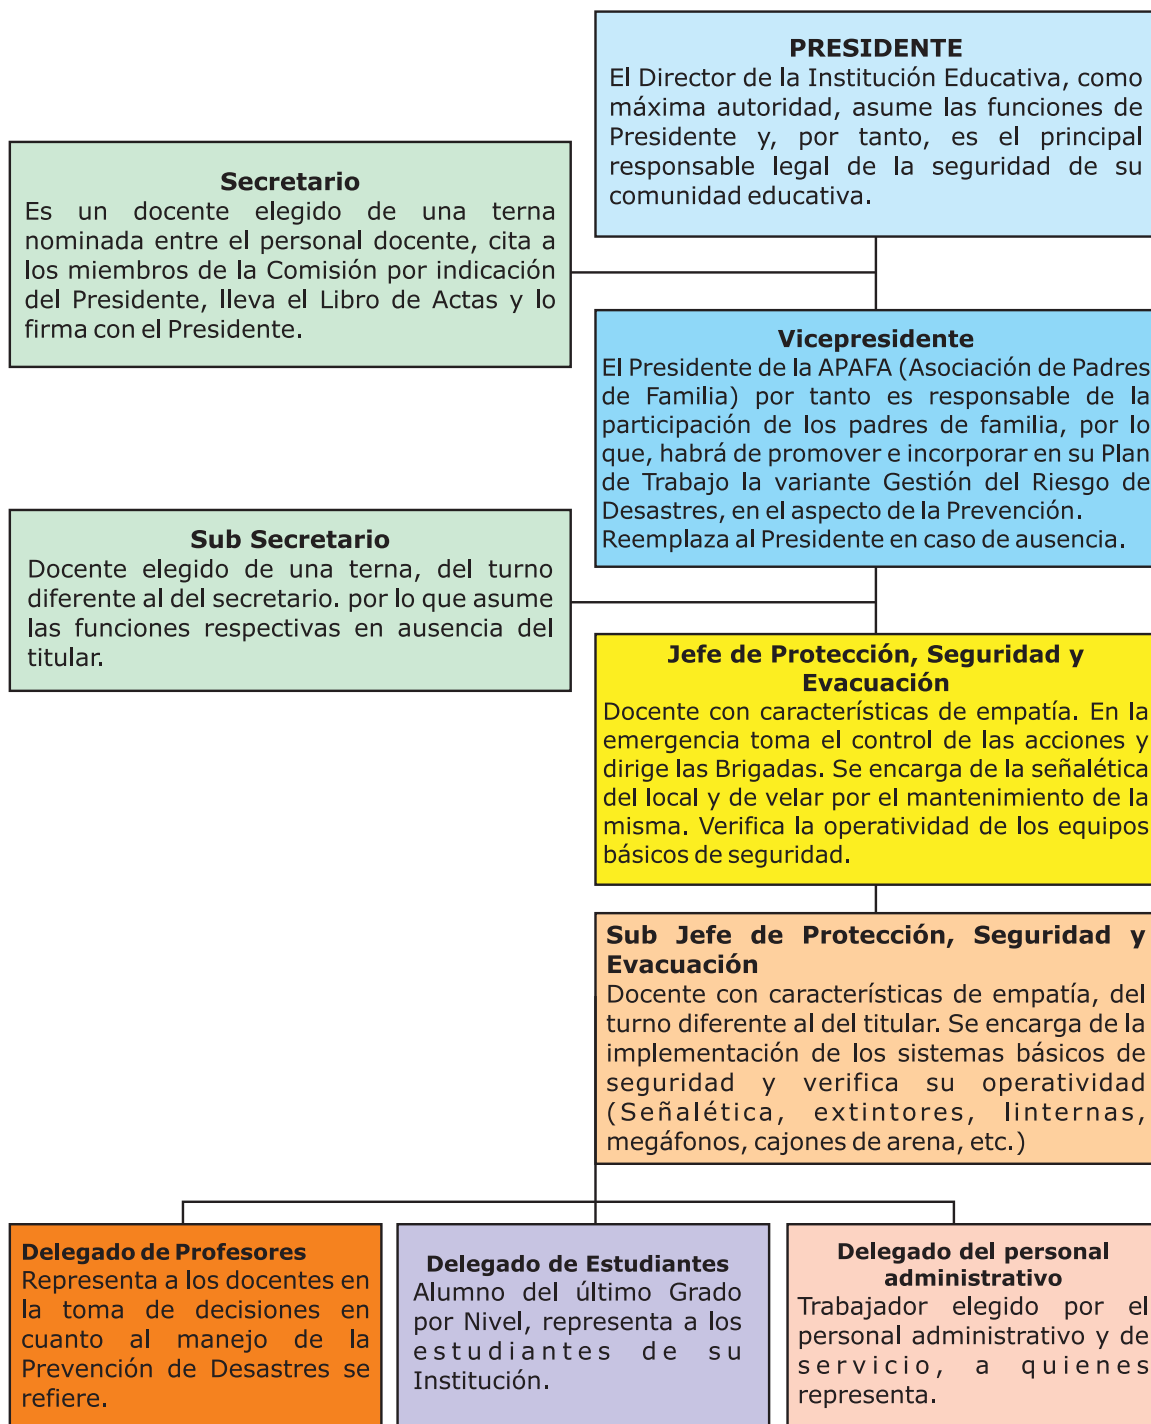 PRESIDENTE
El Director de la Institución Educativa, como
máxima autoridad, asume las funciones de
Presidente y, por tanto, es el principal
responsable legal de la seguridad de su
comunidad educativa.
Secretario
Es un docente elegido de una terna
nominada entre el personal docente, cita a
los miembros de la Comisión por indicación
del Presidente, lleva el Libro de Actas y lo
firma con el Presidente.
Vicepresidente
El Presidente de la APAFA (Asociación de Padres
de Familia) por tanto es responsable de la
participación de los padres de familia, por lo
que, habrá de promover e incorporar en su Plan
de Trabajo la variante Gestión del Riesgo de
Desastres, en el aspecto de la Prevención.
Reemplaza al Presidente en caso de ausencia.
Sub Secretario
Docente elegido de una terna, del turno
diferente al del secretario. por lo que asume
las funciones respectivas en ausencia del
titular.
Jefe de Protección, Seguridad y
Evacuación
Docente con características de empatía. En la
emergencia toma el control de las acciones y
dirige las Brigadas. Se encarga de la señalética
del local y de velar por el mantenimiento de la
misma. Verifica la operatividad de los equipos
básicos de seguridad.
Sub Jefe de Protección, Seguridad y
Evacuación
Docente con características de empatía, del
turno diferente al del titular. Se encarga de la
implementación de los sistemas básicos de
seguridad y verifica su operatividad
(Señalética, extintores, linternas,
megáfonos, cajones de arena, etc.)
Delegado de Profesores
Representa a los docentes en
la toma de decisiones en
cuanto al manejo de la
Prevención de Desastres se
refiere.
Delegado de Estudiantes
Alumno del último Grado
por Nivel, representa a los
estudiantes de su
Institución.
Delegado del personal
administrativo
Trabajador elegido por el
personal administrativo y de
servicio, a quienes
representa.